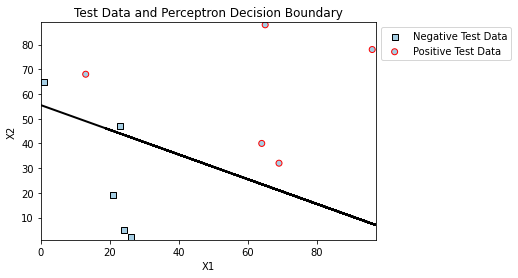 Test Data and Perceptron Decision Boundary
Negative Test Data
Positive Test Data
X2
80
70
60
50
40
30
20
10
0 20 40 60 80
X1